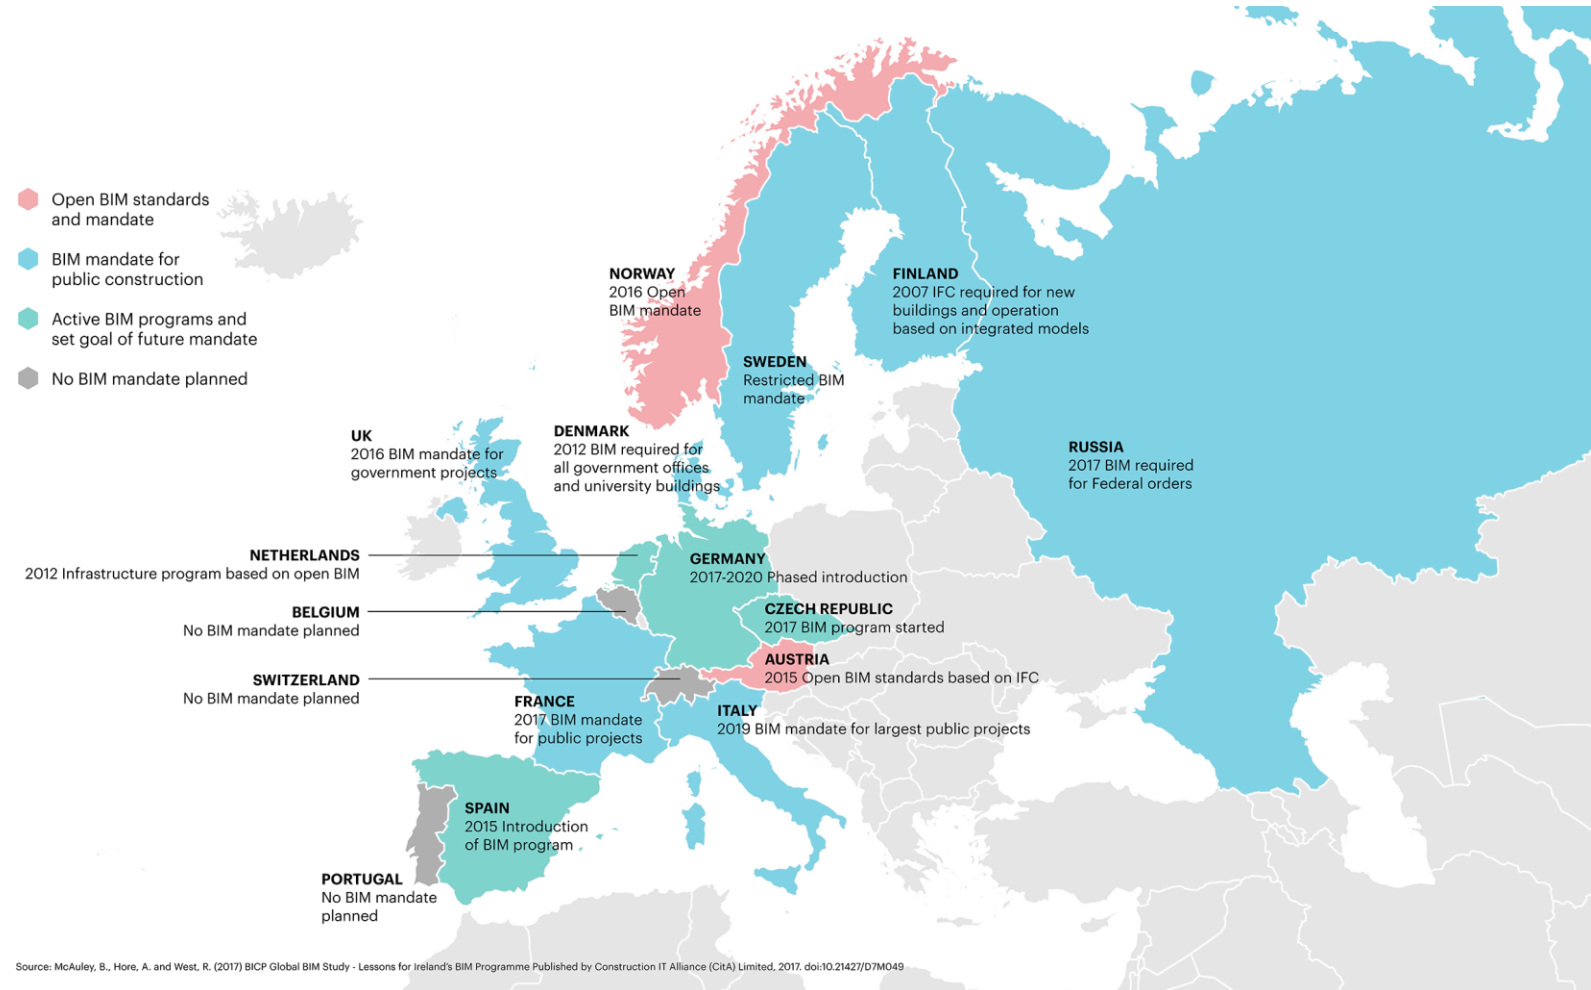 Open BIM standards
and mandate
BIM mandate for
public construction
Active BIM programs and
set goal of future mandate
No BIM mandate planned
NORWAY
2016 Open
BIM mandate
FINLAND
2007 IFC required for new
buildings and operation
based on integrated models
SWEDEN
Restricted BIM
mandate
UK
2016 BIM mandate for
government projects
DENMARK
2012 BIM required for
all government offices
and university buildings
RUSSIA
2017 BIM required
for Federal orders
NETHERLANDS
2012 Infrastructure program based on open BIM
GERMANY
2017-2020 Phased introduction
BELGIUM
No BIM mandate planned
CZECH REPUBLIC
2017 BIM program started
SWITZERLAND
No BIM mandate planned
AUSTRIA
2015 Open BIM standards based on IFC
FRANCE
2017 BIM mandate
for public projects
ITALY
2019 BIM mandate for largest public projects
SPAIN
2015 Introduction
of BIM program
PORTUGAL
No BIM mandate
planned
Source: McAuley, B., Hore, A. and West, R. (2017) BICP Global BIM Study - Lessons for Ireland's BIM Programme Published by Construction IT Alliance (CitA) Limited, 2017. doi:10.21427/D7M049